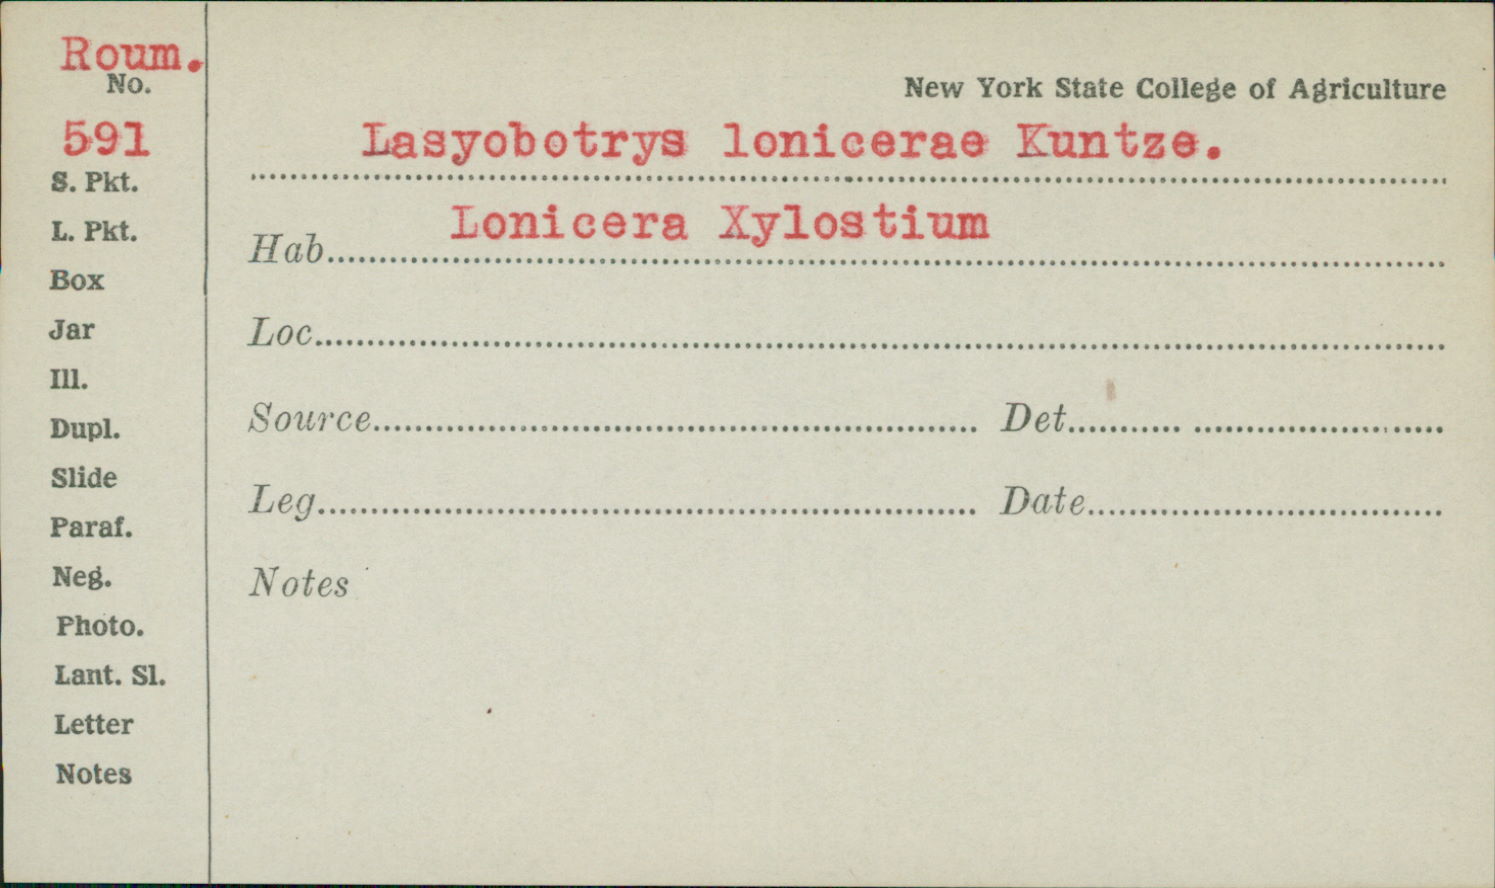 Roum.
No.
591
S. Pkt.
L. Pkt.
Box
Jar
Ill.
Dupl.
Slide
Paraf.
Neg.
Photo.
Lant. Sl.
Letter
Notes
New York State College of Agriculture
Lasyobotrys lonicerae Kuntze.
Hab. Lonicera Xylostium
Loc.
Source Det.
Leg. Date
Notes